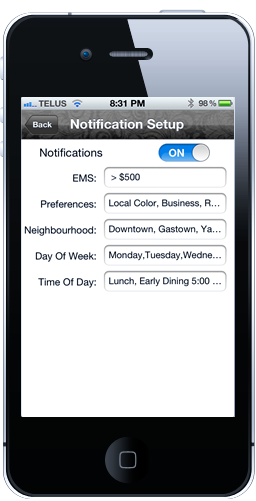 TELUS 8:31 PM 98%
Back Notification Setup
Notifications ON
EMS: > $500
Preferences: Local Color, Business, R...
Neighbourhood: Downtown, Gastown, Ya...
Day Of Week: Monday,Tuesday,Wedne...
Time Of Day: Lunch, Early Dining 5:00 ...